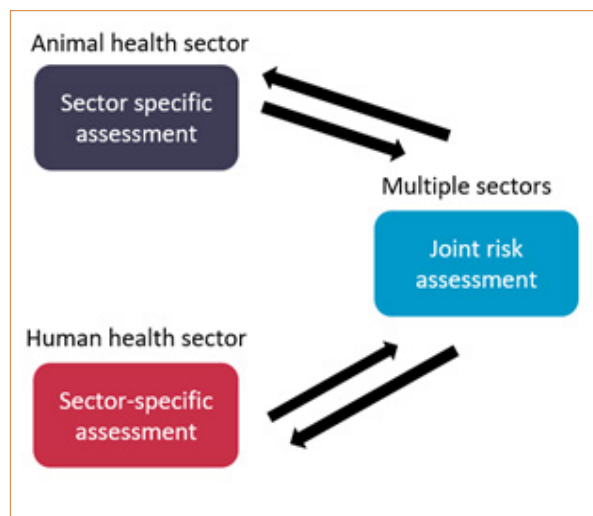 Animal health sector
Sector specific
assessment
Multiple sectors
Joint risk
assessment
Human health sector
Sector-specific
assessment